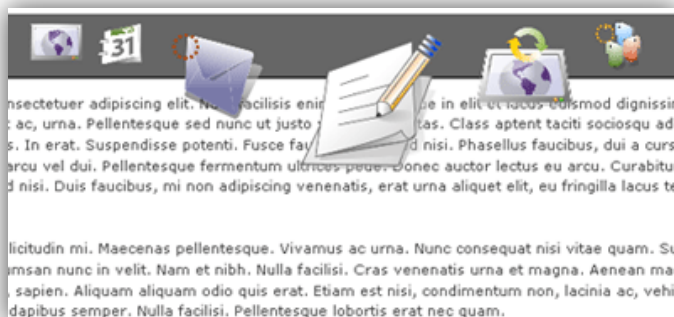 31
nsectetuer adipiscing elit. N facilisis enim e in elit et lacus euismod dignissin
ac, urna. Pellentesque sed nunc ut justo tas. Class aptent taciti sociosqu ad
s. In erat. Suspendisse potenti. Fusce fau d nisi. Phasellus faucibus, dui a curs
arcu vel dui. Pellentesque fermentum ultrices pede. Donec auctor lectus eu arcu. Curabitu
d nisi. Duis faucibus, mi non adipiscing venenatis, erat urna aliquet elit, eu fringilla lacus te
licitudin mi. Maecenas pellentesque. Vivamus ac urna. Nunc consequat nisi vitae quam. Su
umsan nunc in velit. Nam et nibh. Nulla facilisi. Cras venenatis urna et magna. Aenean ma
, sapien. Aliquam aliquam odio quis erat. Etiam est nisi, condimentum non, lacinia ac, vehi
dapibus semper. Nulla facilisi. Pellentesque lobortis erat nec quam.